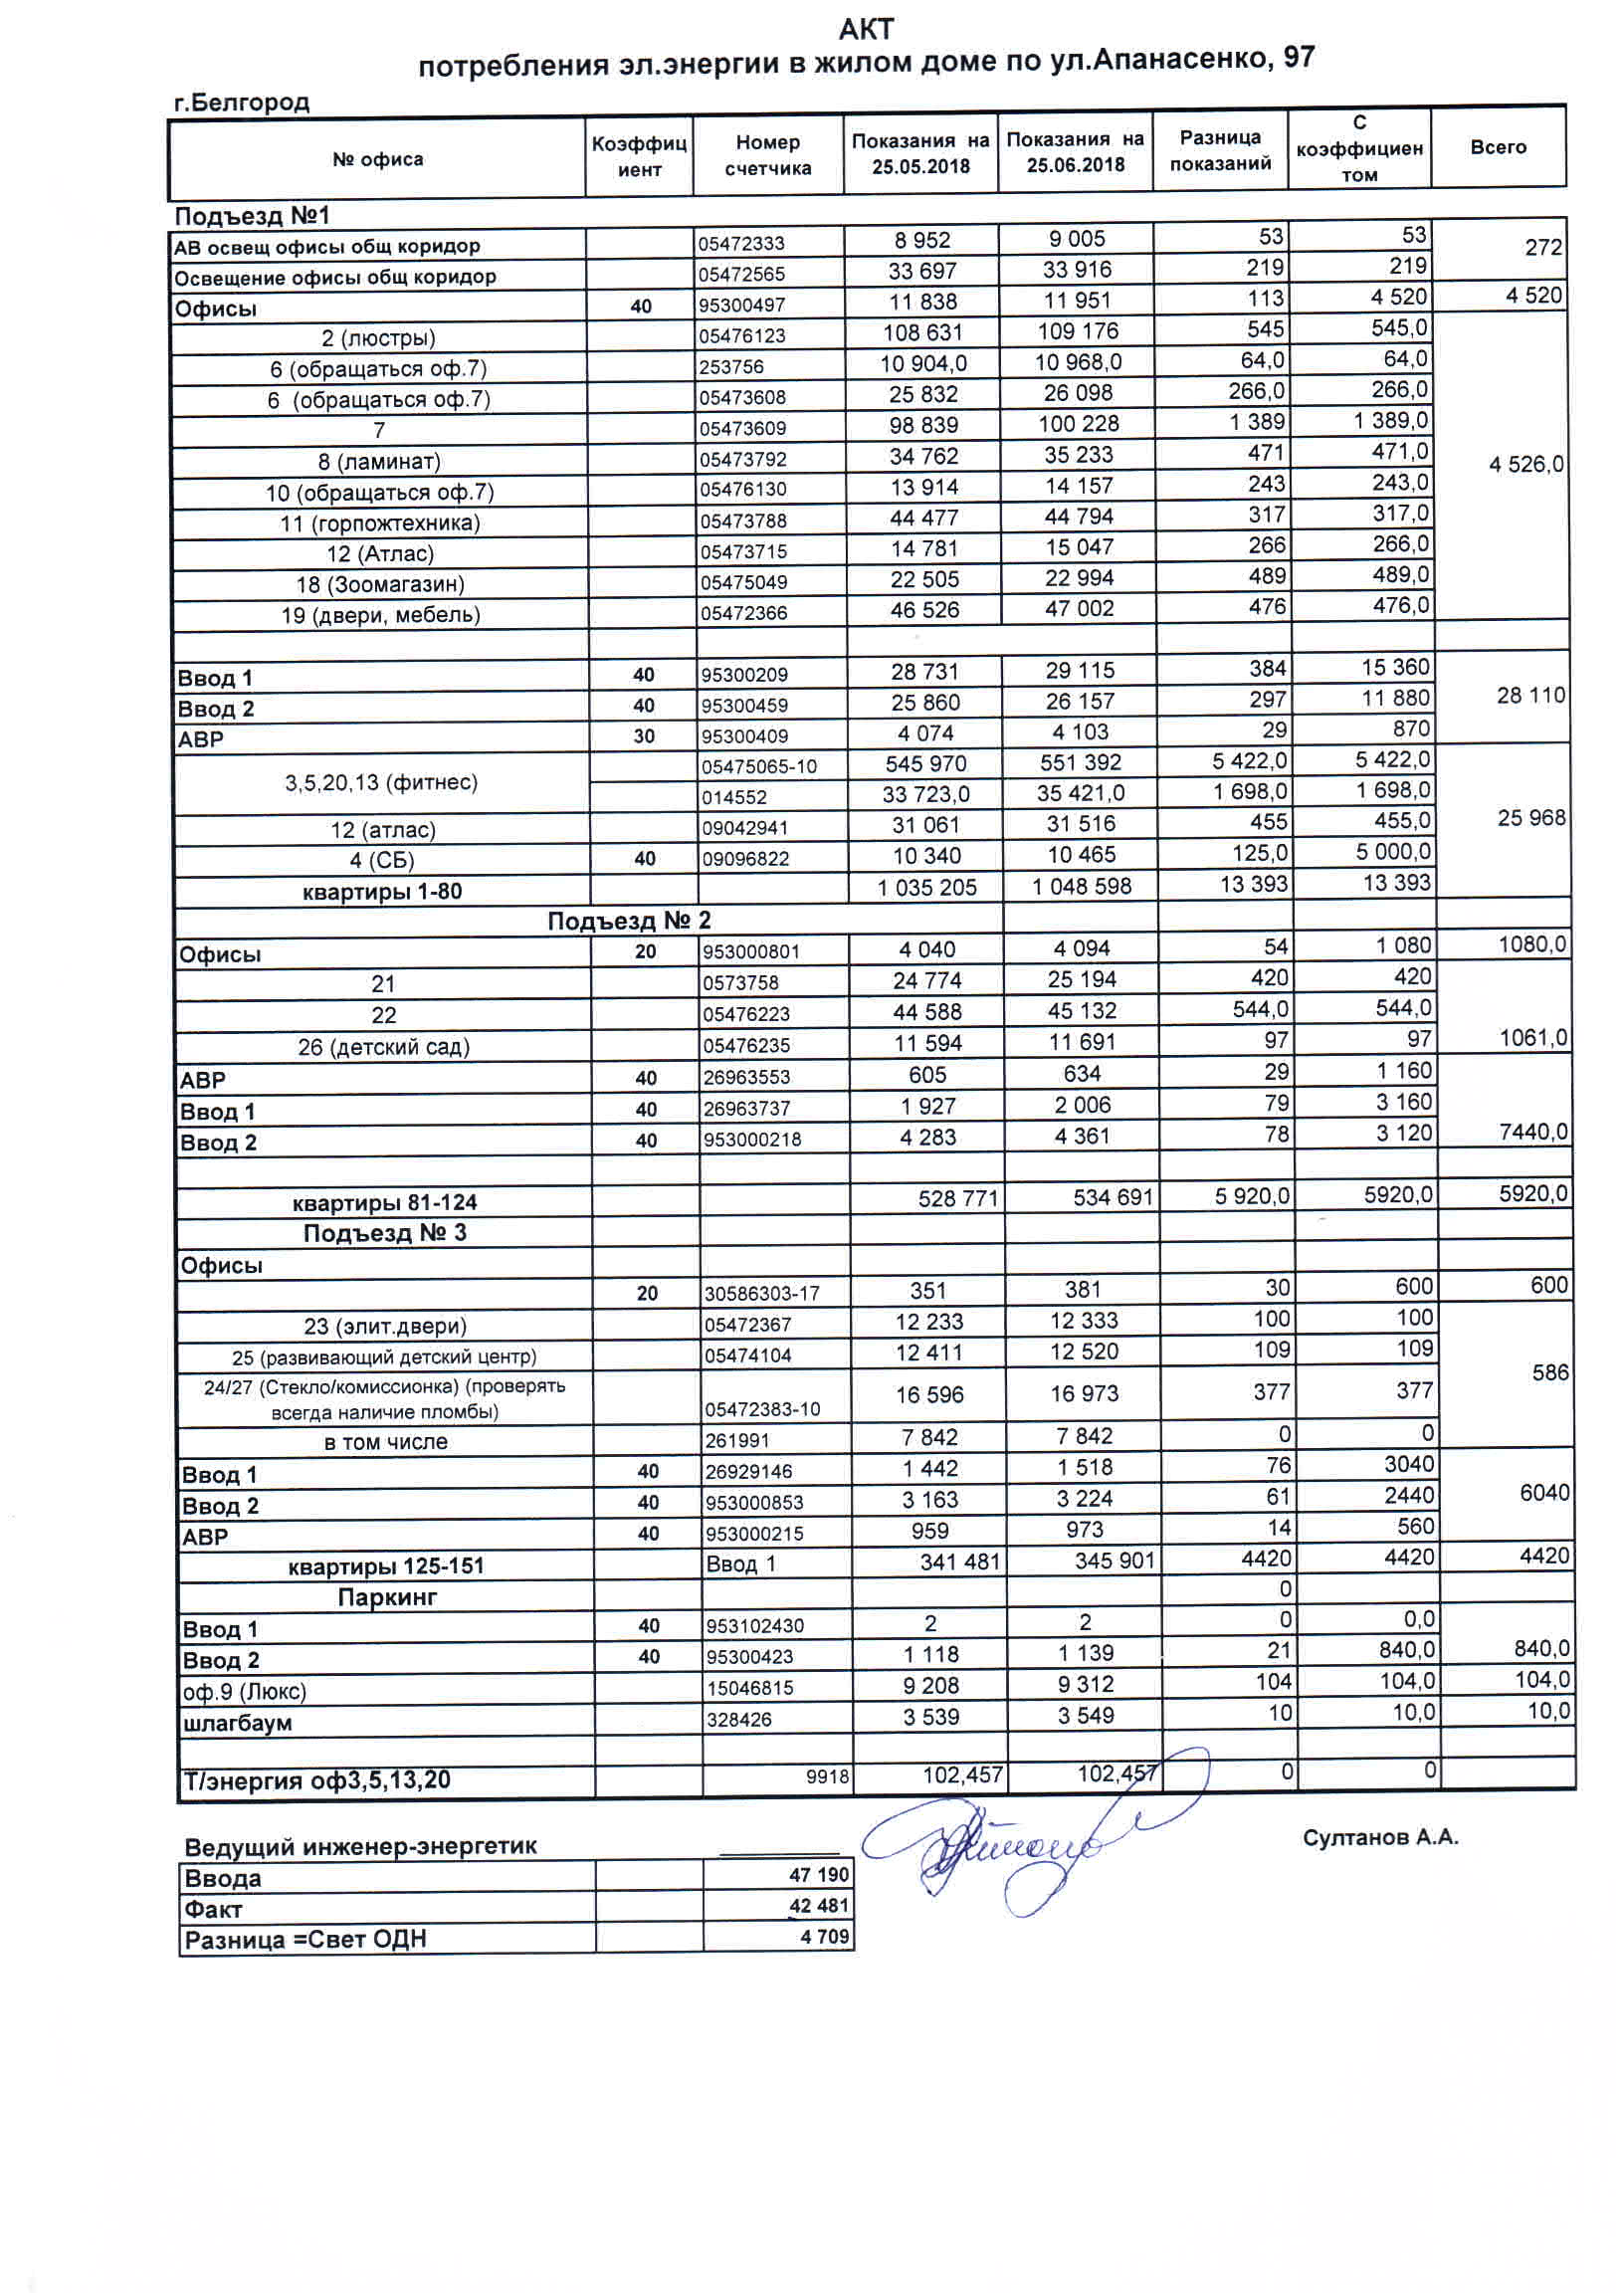 АКТ
потребления эл.энергии в жилом доме по ул.Апанасенко, 97
г.Белгород
№ офиса Коэффиц иент Номер счетчика Показания на 25.05.2018 Показания на 25.06.2018 Разница показаний С коэффициен том Всего
Подъезд №1
АВ освещ офисы общ коридор 05472333 8 952 9 005 53 53 272
Освещение офисы общ коридор 05472565 33 697 33 916 219 219
Офисы 40 95300497 11 838 11 951 113 4 520 4 520
2 (люстры) 05476123 108 631 109 176 545 545,0
6 (обращаться оф.7) 253756 10 904,0 10 968,0 64,0 64,0
6 (обращаться оф.7) 05473608 25 832 26 098 266,0 266,0
7 05473609 98 839 100 228 1 389 1 389,0
8 (ламинат) 05473792 34 762 35 233 471 471,0 4 526,0
10 (обращаться оф.7) 05476130 13 914 14 157 243 243,0
11 (горпожтехника) 05473788 44 477 44 794 317 317,0
12 (Атлас) 05473715 14 781 15 047 266 266,0
18 (Зоомагазин) 05475049 22 505 22 994 489 489,0
19 (двери, мебель) 05472366 46 526 47 002 476 476,0
Ввод 1 40 95300209 28 731 29 115 384 15 360
Ввод 2 40 95300459 25 860 26 157 297 11 880 28 110
АВР 30 95300409 4 074 4 103 29 870
3,5,20,13 (фитнес) 05475065-10 545 970 551 392 5 422,0 5 422,0
014552 33 723,0 35 421,0 1 698,0 1 698,0
12 (атлас) 09042941 31 061 31 516 455 455,0 25 968
4 (СБ) 40 09096822 10 340 10 465 125,0 5 000,0
квартиры 1-80 1 035 205 1 048 598 13 393 13 393
Подъезд № 2
Офисы 20 953000801 4 040 4 094 54 1 080 1080,0
21 0573758 24 774 25 194 420 420
22 05476223 44 588 45 132 544,0 544,0
26 (детский сад) 05476235 11 594 11 691 97 97 1061,0
АВР 40 26963553 605 634 29 1 160
Ввод 1 40 26963737 1 927 2 006 79 3 160
Ввод 2 40 953000218 4 283 4 361 78 3 120 7440,0
квартиры 81-124 528 771 534 691 5 920,0 5920,0 5920,0
Подъезд № 3
Офисы
20 30586303-17 351 381 30 600 600
23 (элит.двери) 05472367 12 233 12 333 100 100
25 (развивающий детский центр) 05474104 12 411 12 520 109 109
24/27 (Стекло/комиссионка) (проверять всегда наличие пломбы) 05472383-10 16 596 16 973 377 377 586
в том числе 261991 7 842 7 842 0 0
Ввод 1 40 26929146 1 442 1 518 76 3040
Ввод 2 40 953000853 3 163 3 224 61 2440 6040
АВР 40 953000215 959 973 14 560
квартиры 125-151 Ввод 1 341 481 345 901 4420 4420 4420
Паркинг 0
Ввод 1 40 953102430 2 2 0 0,0
Ввод 2 40 95300423 1 118 1 139 21 840,0 840,0
оф.9 (Люкс) 15046815 9 208 9 312 104 104,0 104,0
шлагбаум 328426 3 539 3 549 10 10,0 10,0
Т/энергия оф3,5,13,20 9918 102,457 102,457 0 0
Ведущий инженер-энергетик Султанов А.А.
Ввода 47 190
Факт 42 481
Разница =Свет ОДН 4 709